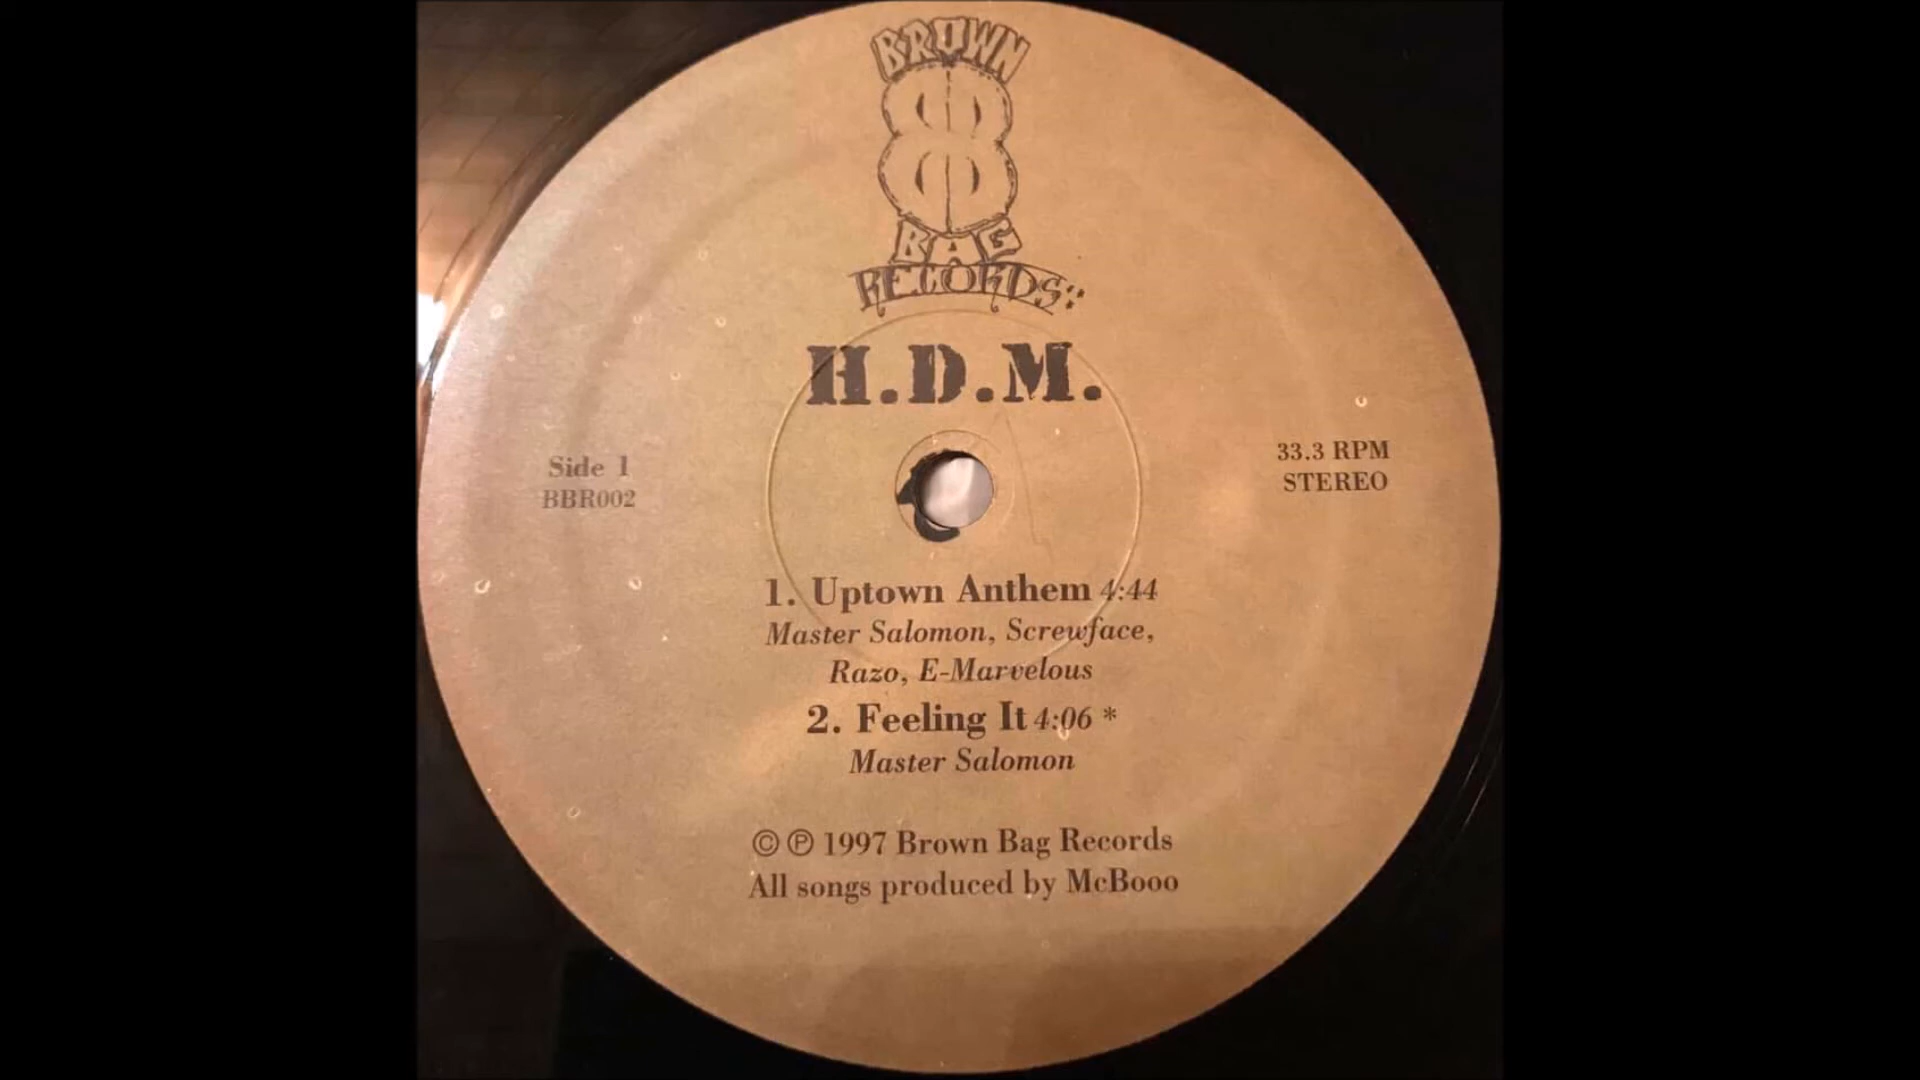 BROWN
BAG
RECORDS
H.D.M.
Side 1
BBR002
33.3 RPM
STEREO
1. Uptown Anthem 4:44
Master Salomon, Screwface,
Razo, E-Marvelous
2. Feeling It 4:06 *
Master Salomon
© ℗ 1997 Brown Bag Records
All songs produced by McBooo